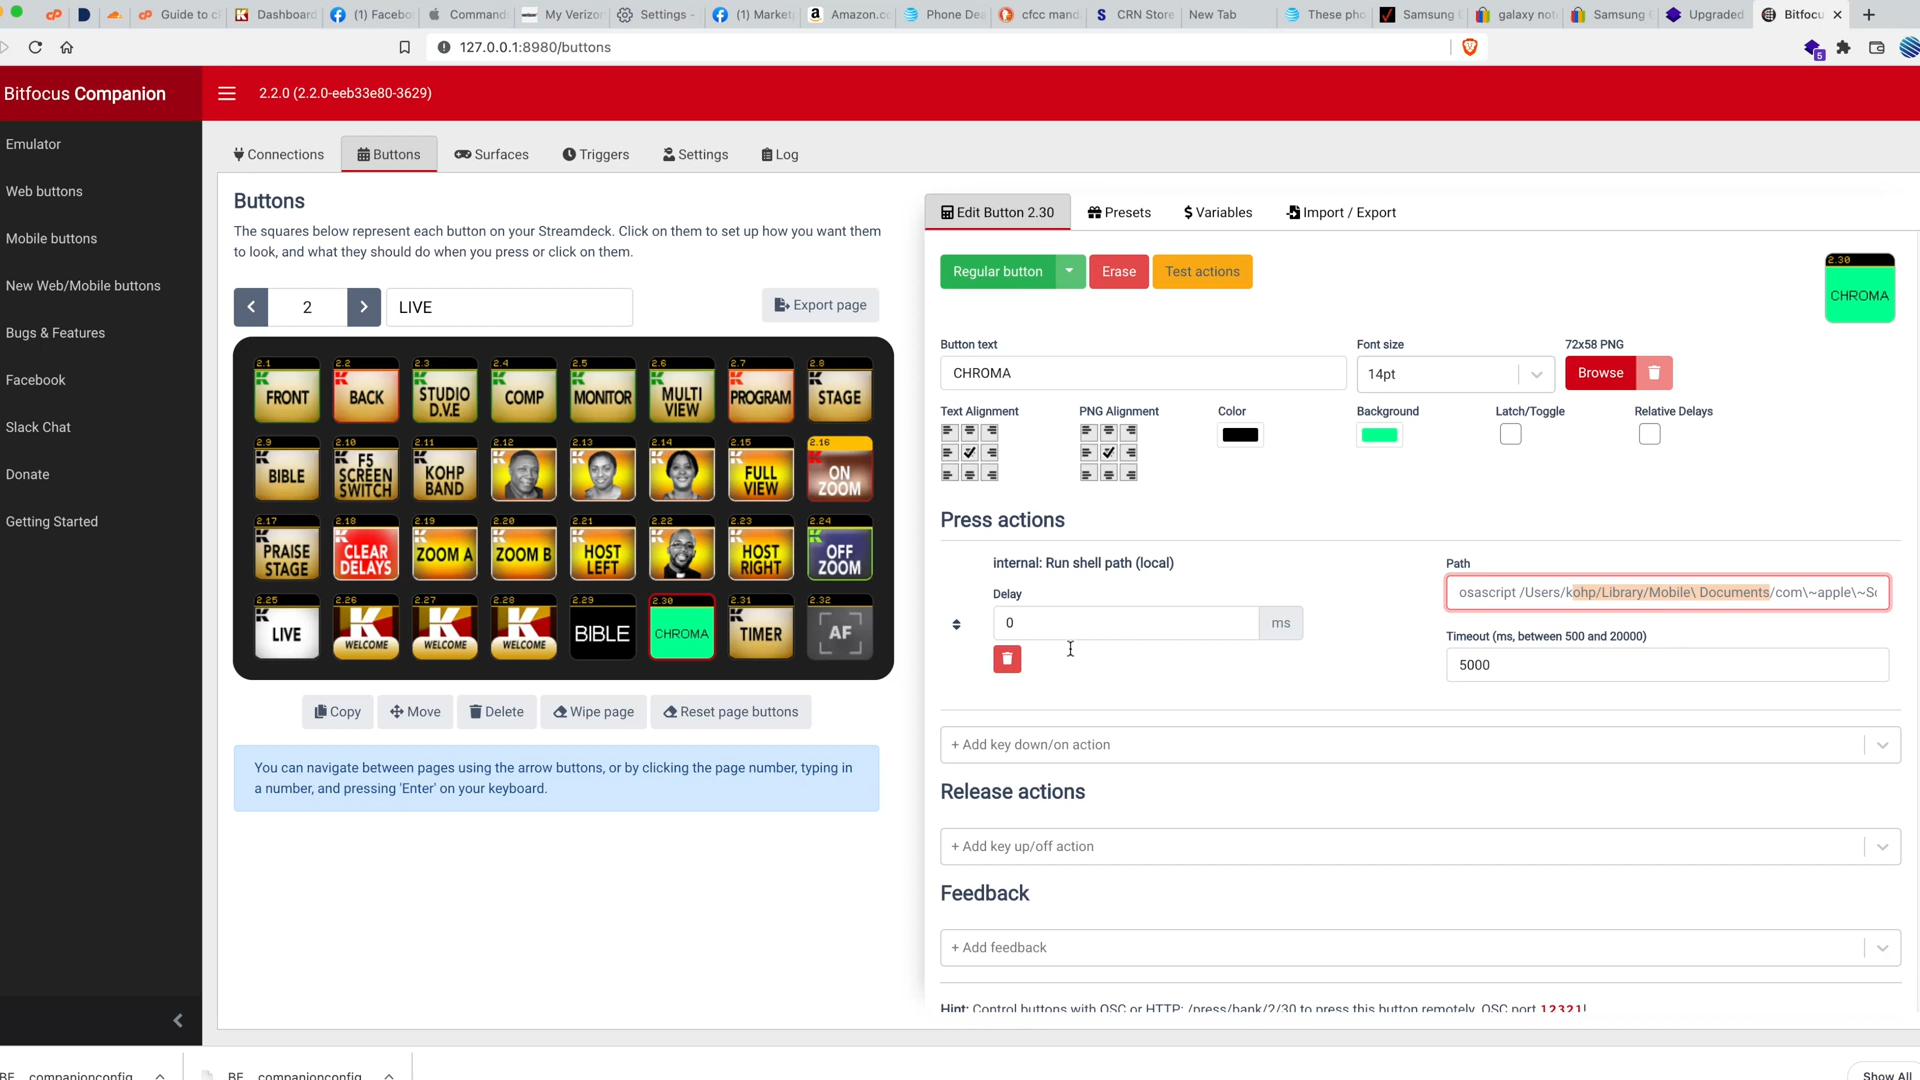 Guide to c
Dashboard
(1) Facebo
Comman
My Verizo
Settings -
(1) Market
Amazon.c
Phone De
cfcc mand
CRN Store
New Tab
These pho
Samsung
galaxy not
Samsung
Upgraded
Bitfocu
127.0.0.1:8980/buttons
5
Bitfocus Companion
2.2.0 (2.2.0-eeb33e80-3629)
Emulator
Web buttons
Mobile buttons
New Web/Mobile buttons
Bugs & Features
Facebook
Slack Chat
Donate
Getting Started
Connections
Buttons
Surfaces
Triggers
Settings
Log
Buttons
The squares below represent each button on your Streamdeck. Click on them to set up how you want them
to look, and what they should do when you press or click on them.
2
LIVE
Export page
2.1 2.2 2.3 2.4 2.5 2.6 2.7 2.8
FRONT
BACK
STUDIO
D.V.E
COMP
MONITOR
MULTI
VIEW
PROGRAM
STAGE
2.9 2.10 2.11 2.12 2.13 2.14 2.15 2.16
BIBLE
F5
SCREEN
SWITCH
KOHP
BAND
FULL
VIEW
ON
ZOOM
2.17 2.18 2.19 2.20 2.21 2.22 2.23 2.24
PRAISE
STAGE
CLEAR
DELAYS
ZOOM A
ZOOM B
HOST
LEFT
HOST
RIGHT
OFF
ZOOM
2.25 2.26 2.27 2.28 2.29 2.30 2.31 2.32
LIVE
K
WELCOME
K
WELCOME
K
WELCOME
BIBLE
CHROMA
TIMER
AF
Copy
Move
Delete
Wipe page
Reset page buttons
You can navigate between pages using the arrow buttons, or by clicking the page number, typing in
a number, and pressing 'Enter' on your keyboard.
Edit Button 2.30
Presets
Variables
Import / Export
Regular button
Erase
Test actions
2.30
CHROMA
Button text
Font size
72x58 PNG
CHROMA
14pt
Browse
Text Alignment
PNG Alignment
Color
Background
Latch/Toggle
Relative Delays
Press actions
internal: Run shell path (local)
Path
osascript /Users/kohp/Library/Mobile\ Documents/com\~apple\~Sc
Delay
0
ms
Timeout (ms, between 500 and 20000)
5000
+ Add key down/on action
Release actions
+ Add key up/off action
Feedback
+ Add feedback
Hint: Control buttons with OSC or HTTP: /press/bank/2/30 to press this button remotely. OSC port 12321!
BF....companionconfig
BF....companionconfig
Show All